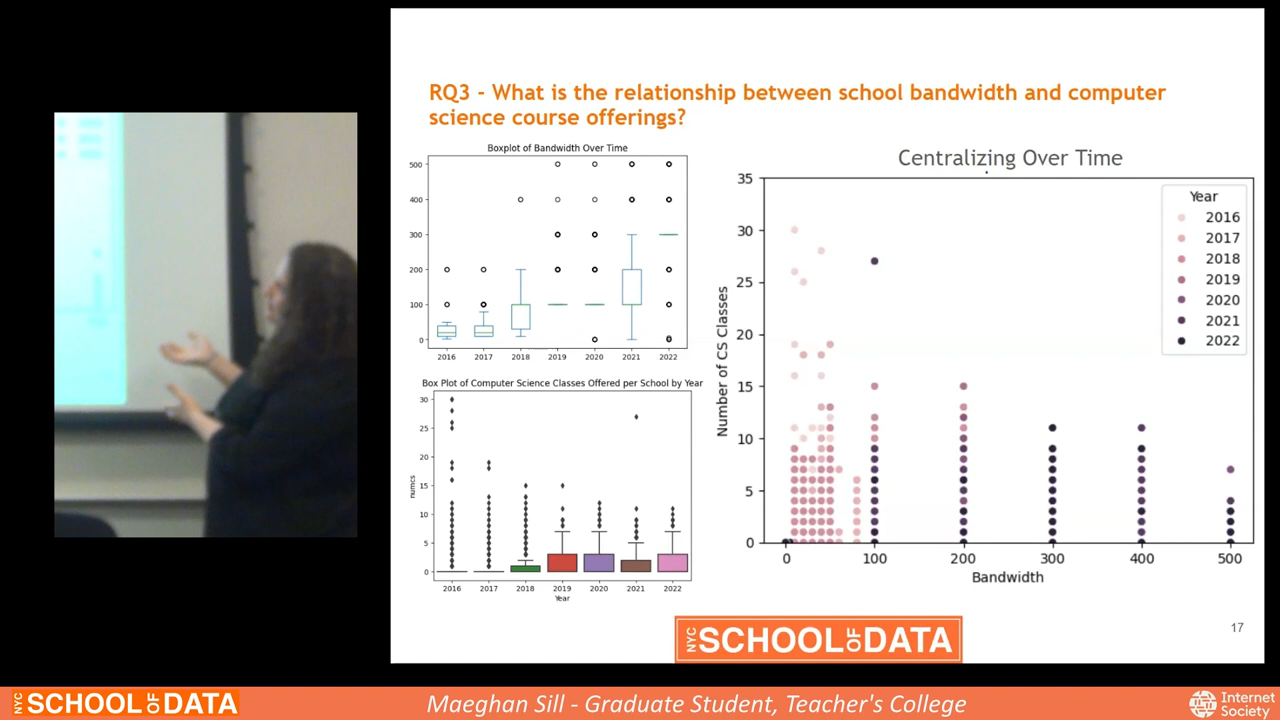 RQ3 - What is the relationship between school bandwidth and computer
science course offerings?
Boxplot of Bandwidth Over Time
500
400
300
200
100
0
2016 2017 2018 2019 2020 2021 2022
Box Plot of Computer Science Classes Offered per School by Year
numcs
30
25
20
15
10
5
0
2016 2017 2018 2019 2020 2021 2022
Year
Centralizing Over Time
Number of CS Classes
35
30
25
20
15
10
5
0
0 100 200 300 400 500
Bandwidth
Year
2016
2017
2018
2019
2020
2021
2022
NYC SCHOOL OF DATA
17
NYC SCHOOL OF DATA
Maeghan Sill - Graduate Student, Teacher's College
Internet
Society